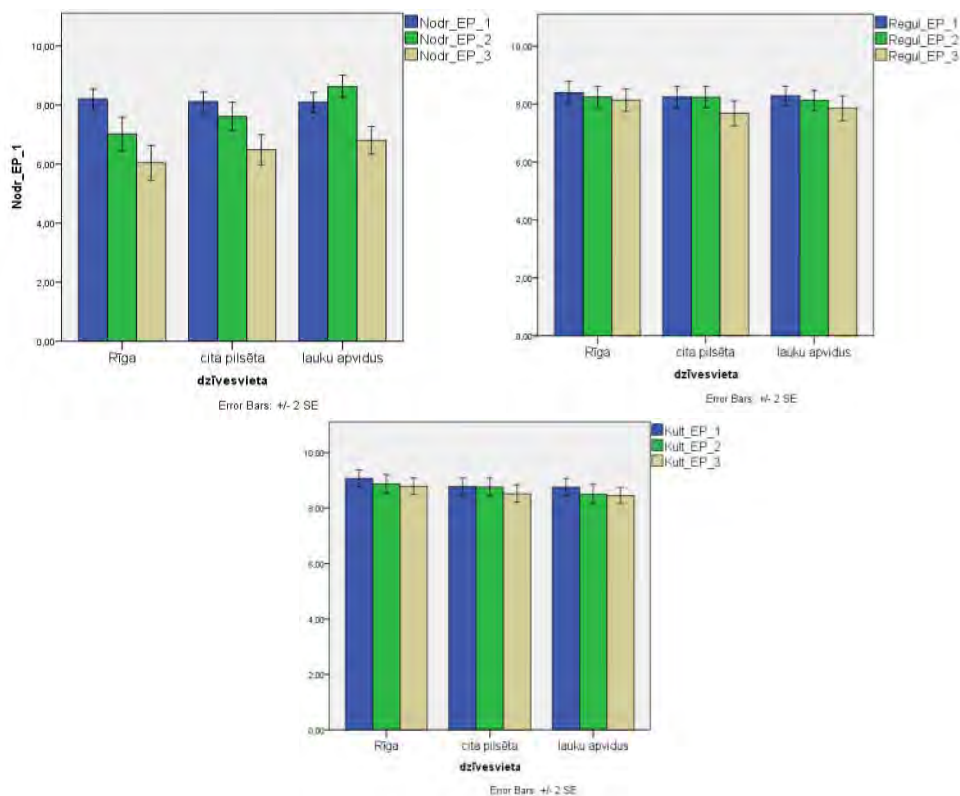 Nodr_EP_1
Nodr_EP_2
Nodr_EP_3
10,00
8,00
6,00
4,00
2,00
0,00
Nodr_EP_1
Rīga
cita pilsēta
lauku apvidus
dzīvesvieta
Error Bars: +/- 2 SE
Regul_EP_1
Regul_EP_2
Regul_EP_3
10,00
8,00
6,00
4,00
2,00
0,00
Rīga
cita pilsēta
lauku apvidus
dzīvesvieta
Error Bars: +/- 2 SE
Kult_EP_1
Kult_EP_2
Kult_EP_3
10,00
8,00
6,00
4,00
2,00
0,00
Rīga
cita pilsēta
lauku apvidus
dzīvesvieta
Error Bars: +/- 2 SE